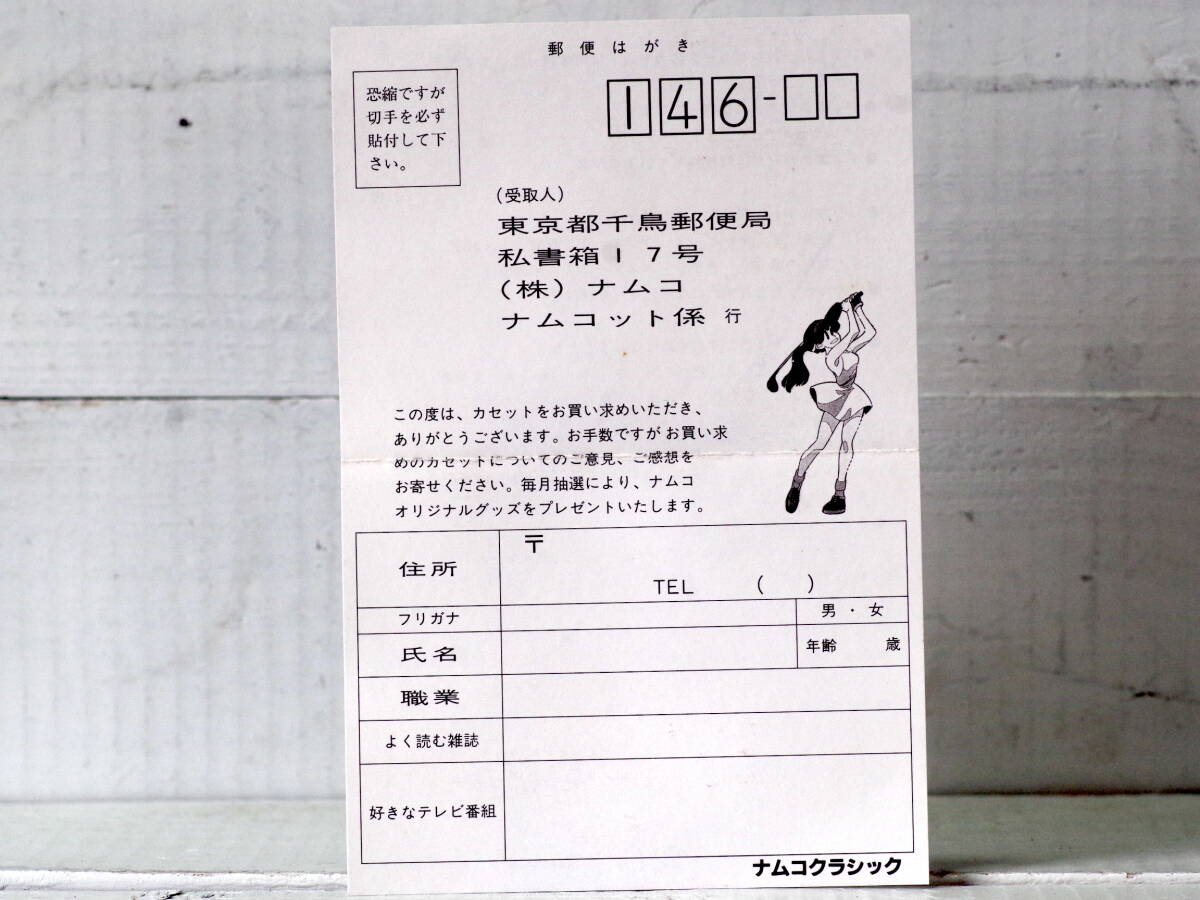 郵便はがき
恐縮ですが
切手を必ず
貼付して下
さい。
146-
(受取人)
東京都千鳥郵便局
私書箱17号
(株)ナムコ
ナムコット係 行
この度は、カセットをお買い求めいただき、
ありがとうございます。お手数ですがお買い求
めのカセットについてのご意見、ご感想を
お寄せください。毎月抽選により、ナムコ
オリジナルグッズをプレゼントいたします。
住所 〒
TEL ( )
フリガナ 男・女
氏名 年齢 歳
職業
よく読む雑誌
好きなテレビ番組
ナムコクラシック